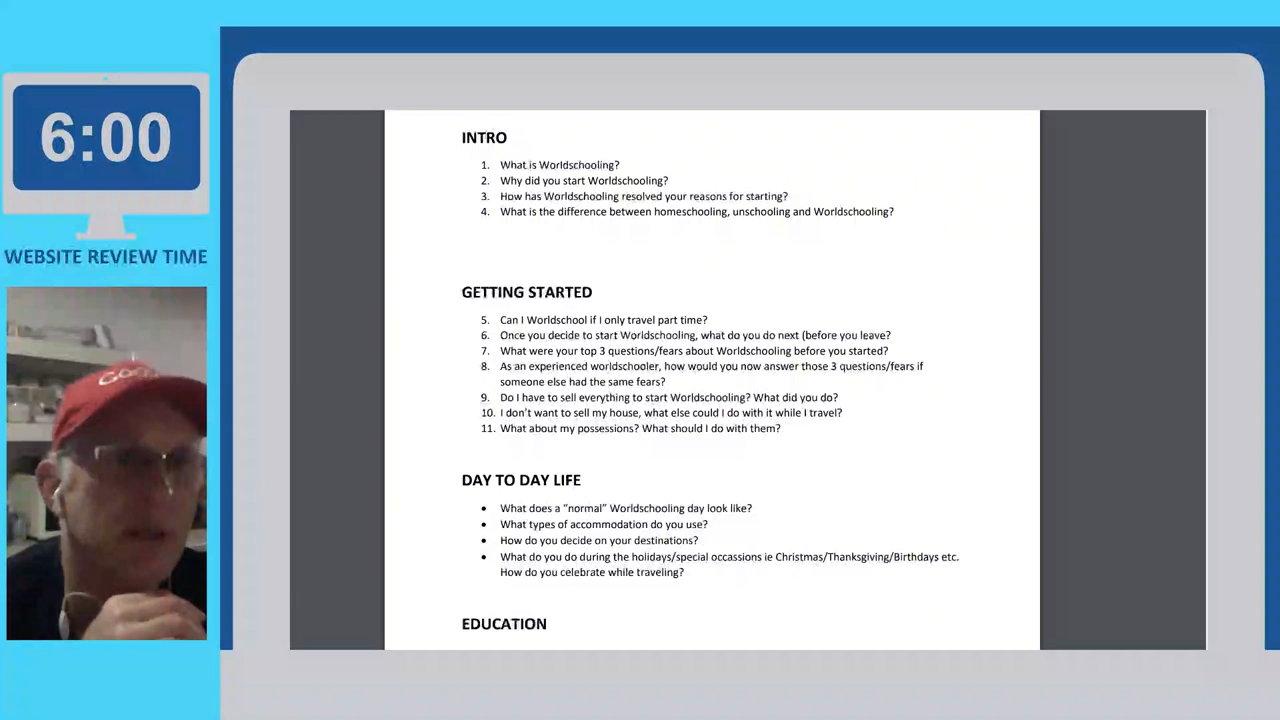 6:00
WEBSITE REVIEW TIME
INTRO
1. What is Worldschooling?
2. Why did you start Worldschooling?
3. How has Worldschooling resolved your reasons for starting?
4. What is the difference between homeschooling, unschooling and Worldschooling?
GETTING STARTED
5. Can I Worldschool if I only travel part time?
6. Once you decide to start Worldschooling, what do you do next (before you leave?
7. What were your top 3 questions/fears about Worldschooling before you started?
8. As an experienced worldschooler, how would you now answer those 3 questions/fears if
someone else had the same fears?
9. Do I have to sell everything to start Worldschooling? What did you do?
10. I don't want to sell my house, what else could I do with it while I travel?
11. What about my possessions? What should I do with them?
DAY TO DAY LIFE
• What does a “normal” Worldschooling day look like?
• What types of accommodation do you use?
• How do you decide on your destinations?
• What do you do during the holidays/special occassions ie Christmas/Thanksgiving/Birthdays etc.
How do you celebrate while traveling?
EDUCATION